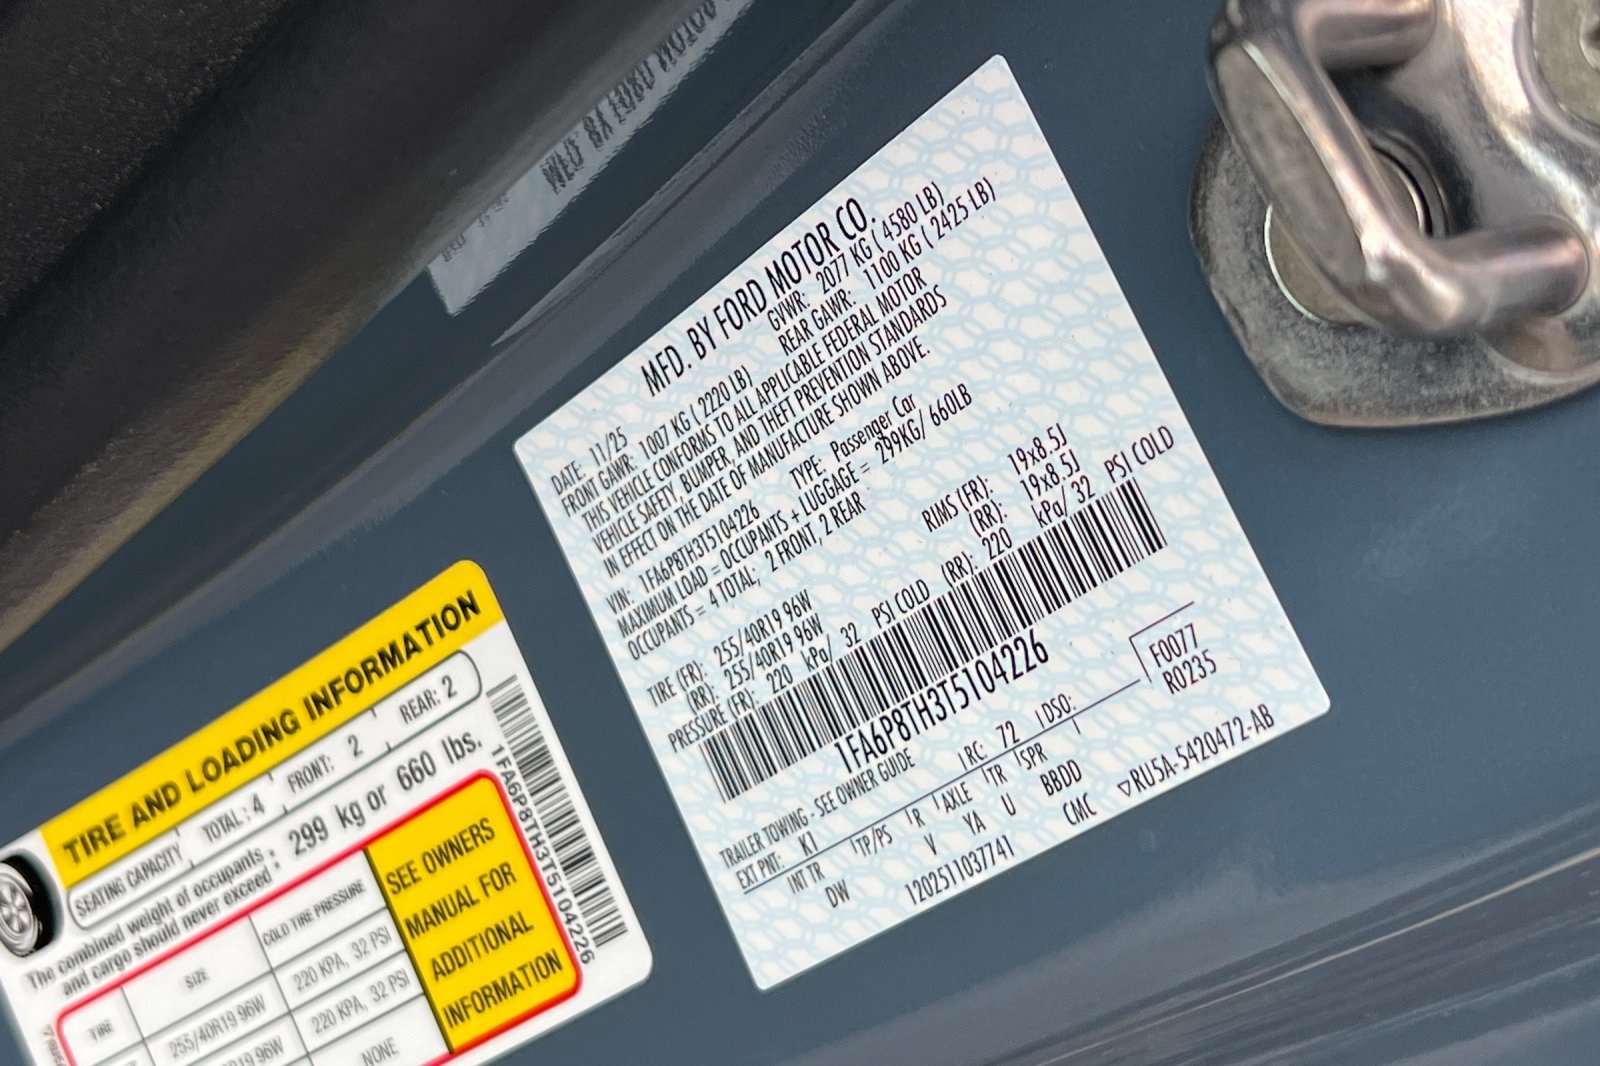 MFD. BY FORD MOTOR CO.
DATE: 11/25 GVWR: 2077 KG ( 4580 LB)
FRONT GAWR: 1007 KG ( 2220 LB) REAR GAWR: 1100 KG ( 2425 LB)
THIS VEHICLE CONFORMS TO ALL APPLICABLE FEDERAL MOTOR
VEHICLE SAFETY, BUMPER, AND THEFT PREVENTION STANDARDS
IN EFFECT ON THE DATE OF MANUFACTURE SHOWN ABOVE.
VIN: 1FA6P8TH3T5104226 TYPE: Passenger Car
MAXIMUM LOAD = OCCUPANTS + LUGGAGE = 299KG/ 660LB
OCCUPANTS = 4 TOTAL; 2 FRONT, 2 REAR
TIRE (FR): 255/40R19 96W RIMS (FR): 19x8.5J
(RR): 255/40R19 96W (RR): 19x8.5J
PRESSURE (FR): 220 kPa/ 32 PSI COLD (RR): 220 kPa/ 32 PSI COLD
1FA6P8TH3T5104226
TRAILER TOWING - SEE OWNER GUIDE
F0077
R0235
EXT PNT: K1 RC: 72 DSO:
INT TR TP/PS R AXLE TR SPR
DW V YA U BBDD
1202511037741 CMC RU5A-5420472-AB
TIRE AND LOADING INFORMATION
SEATING CAPACITY TOTAL : 4 FRONT: 2 REAR: 2
The combined weight of occupants
and cargo should never exceed : 299 kg or 660 lbs.
TIRE SIZE COLD TIRE PRESSURE
255/40R19 96W 220 KPA, 32 PSI
220 KPA, 32 PSI
NONE
SEE OWNERS
MANUAL FOR
ADDITIONAL
INFORMATION
1FA6P8TH3T5104226